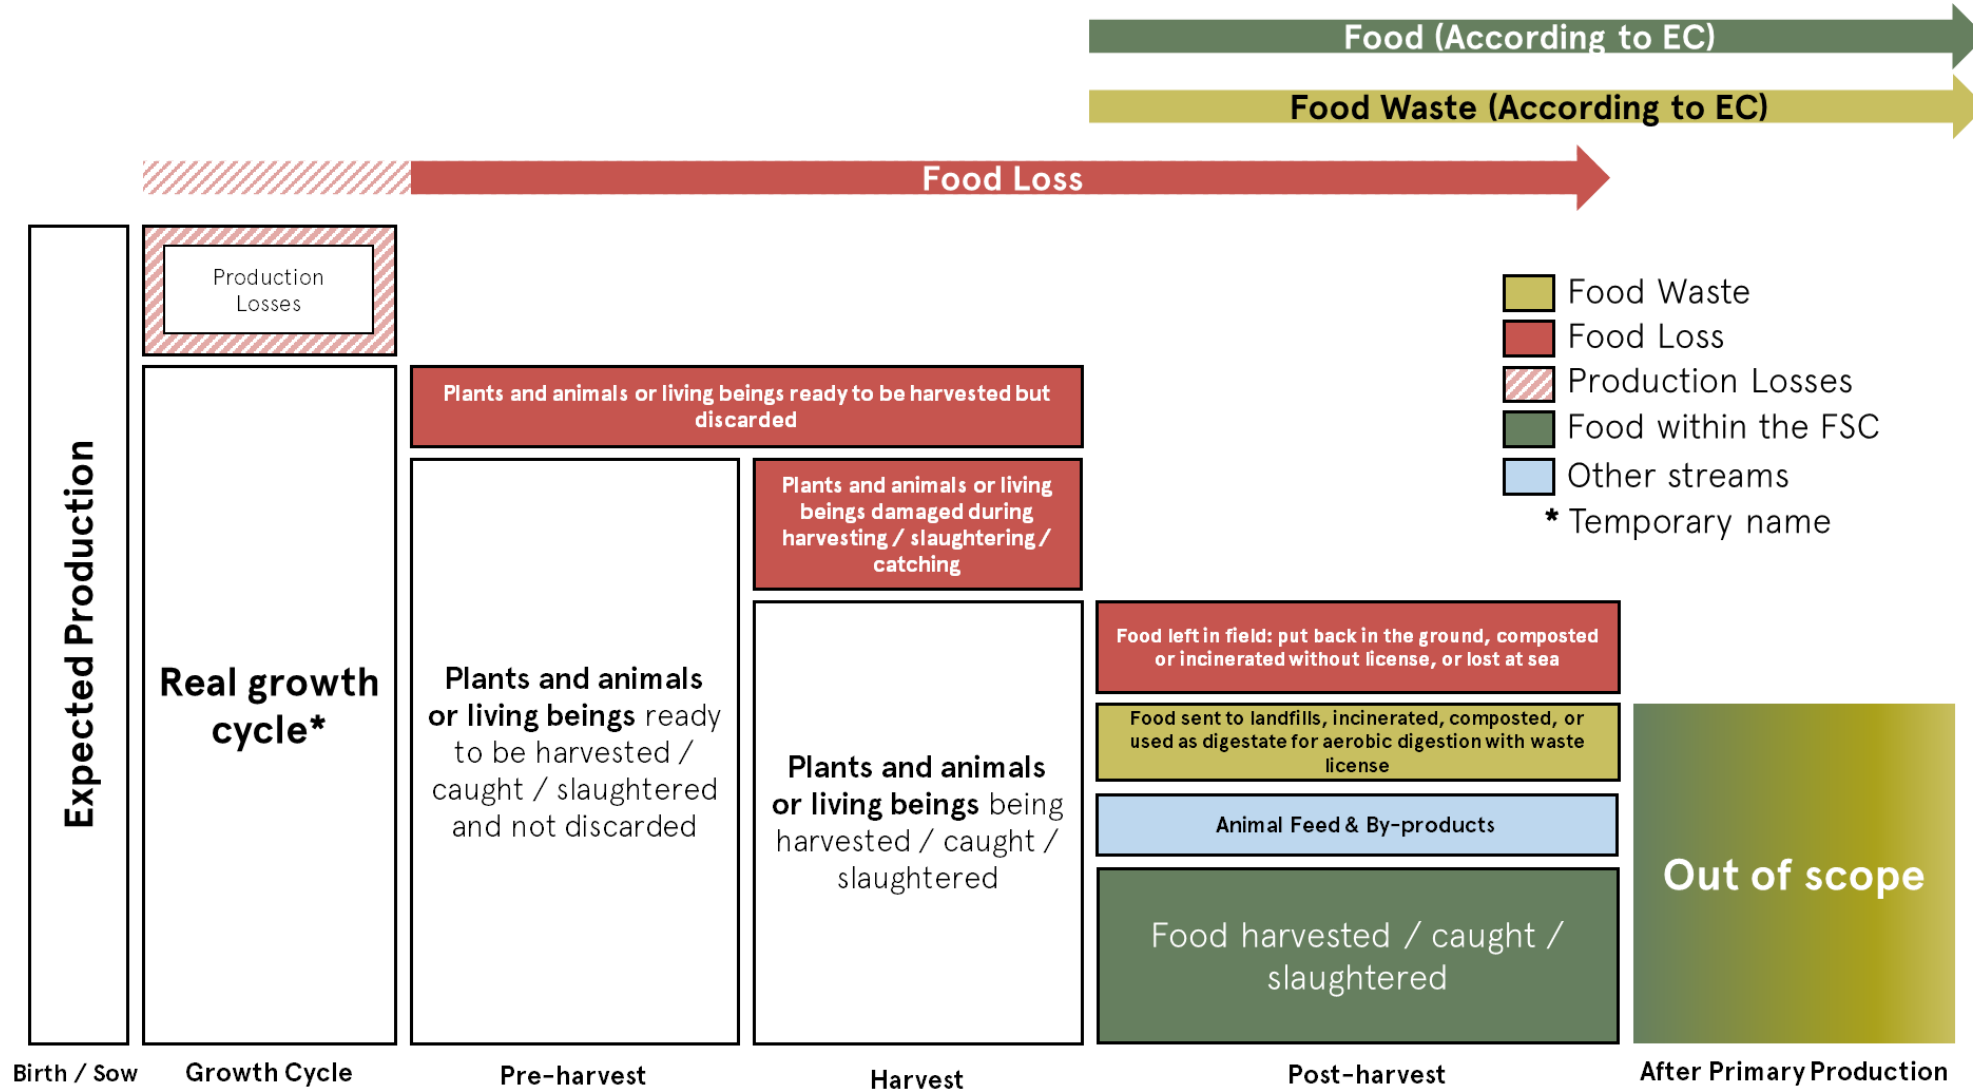 Food (According to EC)
Food Waste (According to EC)
Food Loss
Production
Losses
Food Waste
Food Loss
Production Losses
Food within the FSC
Other streams
* Temporary name
Expected Production
Real growth
cycle*
Plants and animals or living beings ready to be harvested but
discarded
Plants and animals
or living beings ready
to be harvested /
caught / slaughtered
and not discarded
Plants and animals or living
beings damaged during
harvesting / slaughtering /
catching
Plants and animals
or living beings being
harvested / caught /
slaughtered
Food left in field: put back in the ground, composted
or incinerated without license, or lost at sea
Food sent to landfills, incinerated, composted, or
used as digestate for aerobic digestion with waste
license
Animal Feed & By-products
Food harvested / caught /
slaughtered
Out of scope
Birth / Sow
Growth Cycle
Pre-harvest
Harvest
Post-harvest
After Primary Production